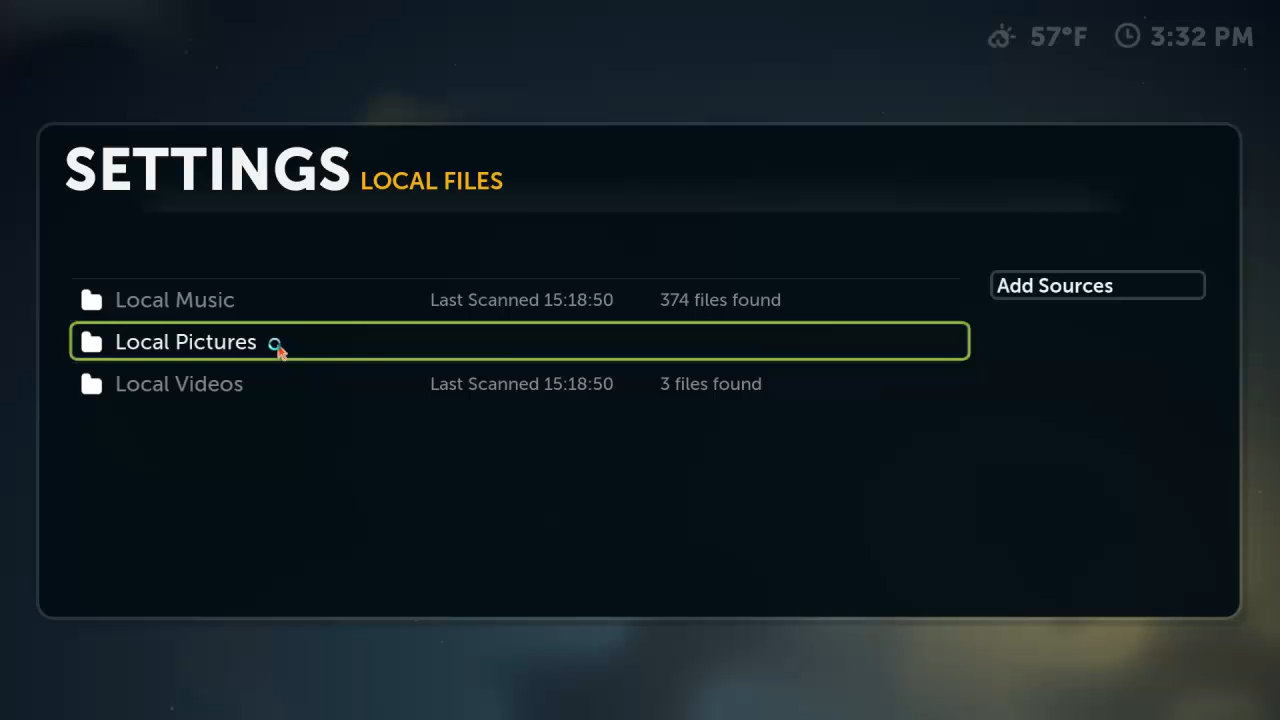 57°F 3:32 PM
SETTINGS LOCAL FILES
Local Music Last Scanned 15:18:50 374 files found
Add Sources
Local Pictures
Local Videos Last Scanned 15:18:50 3 files found